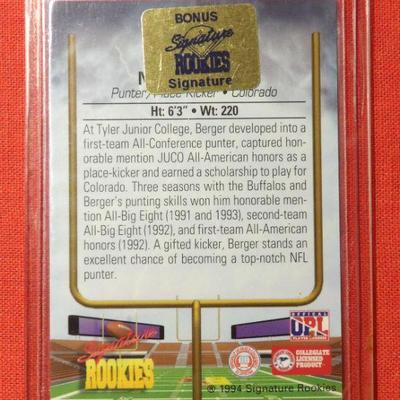 BONUS
Signature
ROOKIES
Signature
Punter/Place Kicker • Colorado
Ht: 6'3" • Wt: 220
At Tyler Junior College, Berger developed into a
first-team All-Conference punter, captured honor-
able mention JUCO All-American honors as a
place-kicker and earned a scholarship to play for
Colorado. Three seasons with the Buffalos and
Berger's punting skills won him honorable men-
tion All-Big Eight (1991 and 1993), second-team
All-Big Eight (1992), and first-team All-American
honors (1992). A gifted kicker, Berger stands an
excellent chance of becoming a top-notch NFL
punter.
Signature
ROOKIES
OFFICIAL
UPL
COLLEGIATE
LICENSED
PRODUCT
® 1994 Signature Rookies